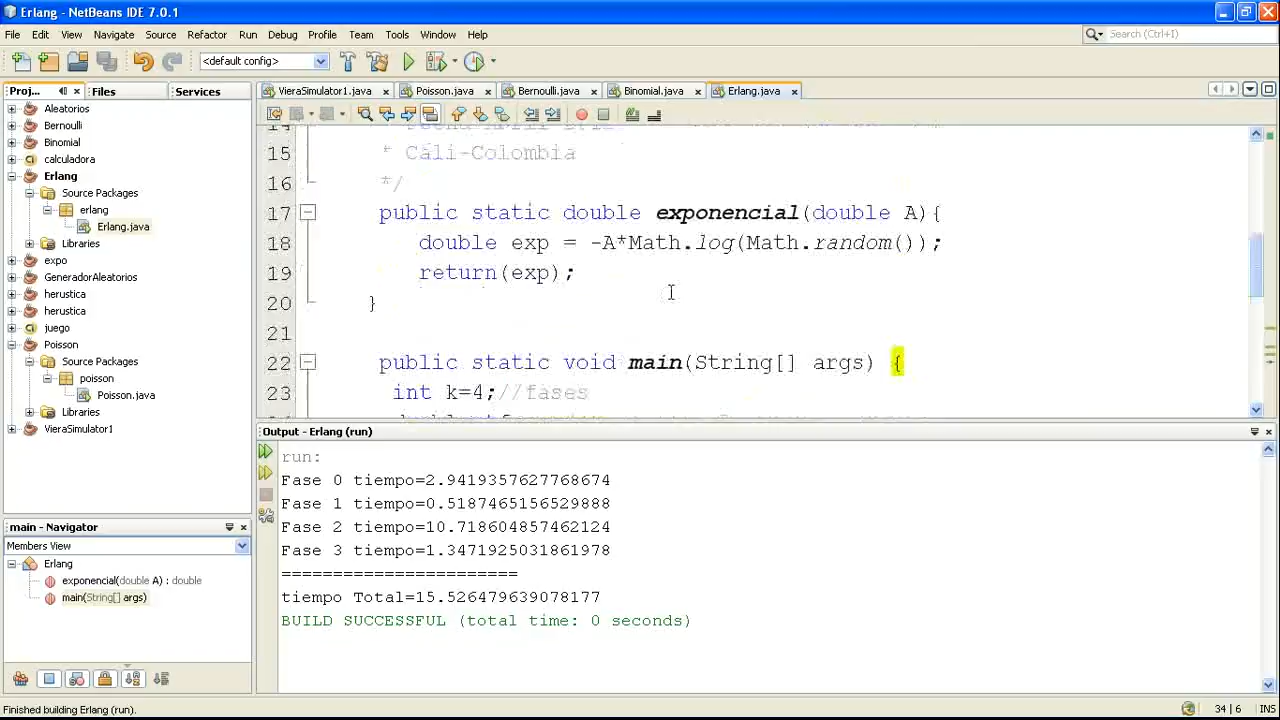 Erlang - NetBeans IDE 7.0.1
File Edit View Navigate Source Refactor Run Debug Profile Team Tools Window Help
Search (Ctrl+I)
<default config>
Proj... Files Services
VieraSimulator1.java Poisson.java Bernoulli.java Binomial.java Erlang.java
Aleatorios
Bernoulli
Binomial
calculadora
Erlang
Source Packages
erlang
Erlang.java
Libraries
expo
GeneradorAleatorios
herustica
herustica
juego
Poisson
Source Packages
poisson
Poisson.java
Libraries
VieraSimulator1
15 * Cali-Colombia
16 */
17 public static double exponencial(double A){
18 double exp = -A*Math.log(Math.random());
19 return(exp);
20 }
21
22 public static void main(String[] args) {
23 int k=4;//fases
Output - Erlang (run)
run:
Fase 0 tiempo=2.9419357627768674
Fase 1 tiempo=0.5187465156529888
Fase 2 tiempo=10.718604857462124
Fase 3 tiempo=1.3471925031861978
=======================
tiempo Total=15.526479639078177
BUILD SUCCESSFUL (total time: 0 seconds)
main - Navigator
Members View
Erlang
exponencial(double A) : double
main(String[] args)
Finished building Erlang (run).
34 | 6 INS